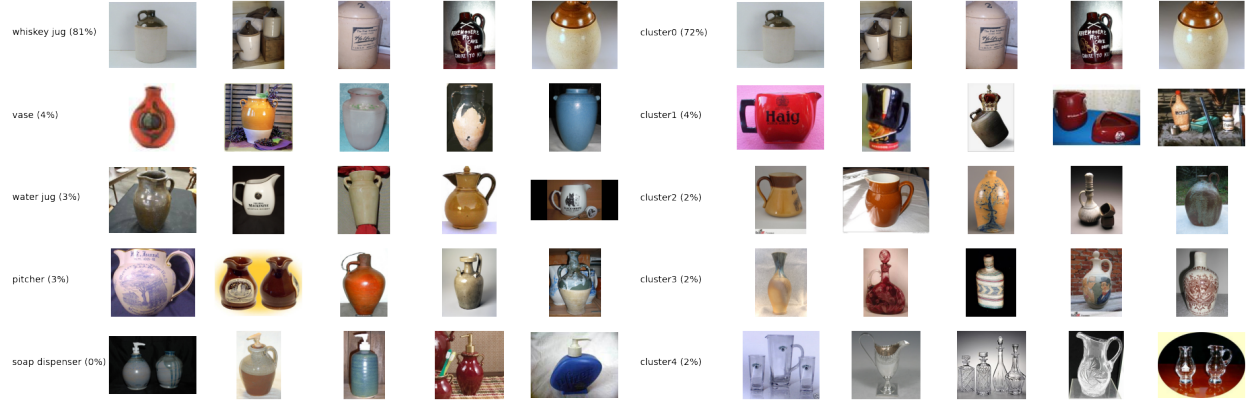 whiskey jug (81%)
cluster0 (72%)
vase (4%)
cluster1 (4%)
Haig
water jug (3%)
cluster2 (2%)
pitcher (3%)
cluster3 (2%)
soap dispenser (0%)
cluster4 (2%)